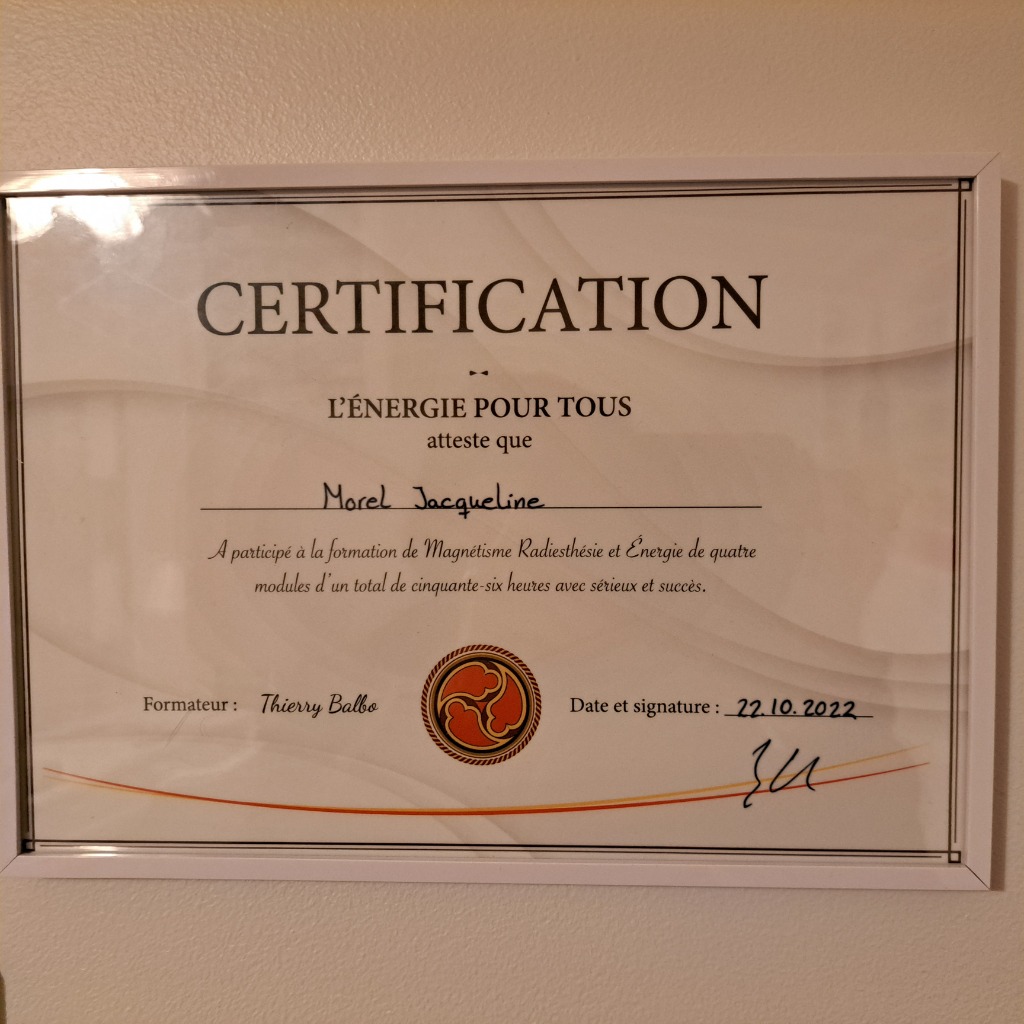 CERTIFICATION
L'ÉNERGIE POUR TOUS
atteste que
Morel Jacqueline
A participé à la formation de Magnétisme Radiesthésie et Énergie de quatre
modules d'un total de cinquante-six heures avec sérieux et succès.
Formateur : Thierry Balbo
Date et signature : 22.10.2022